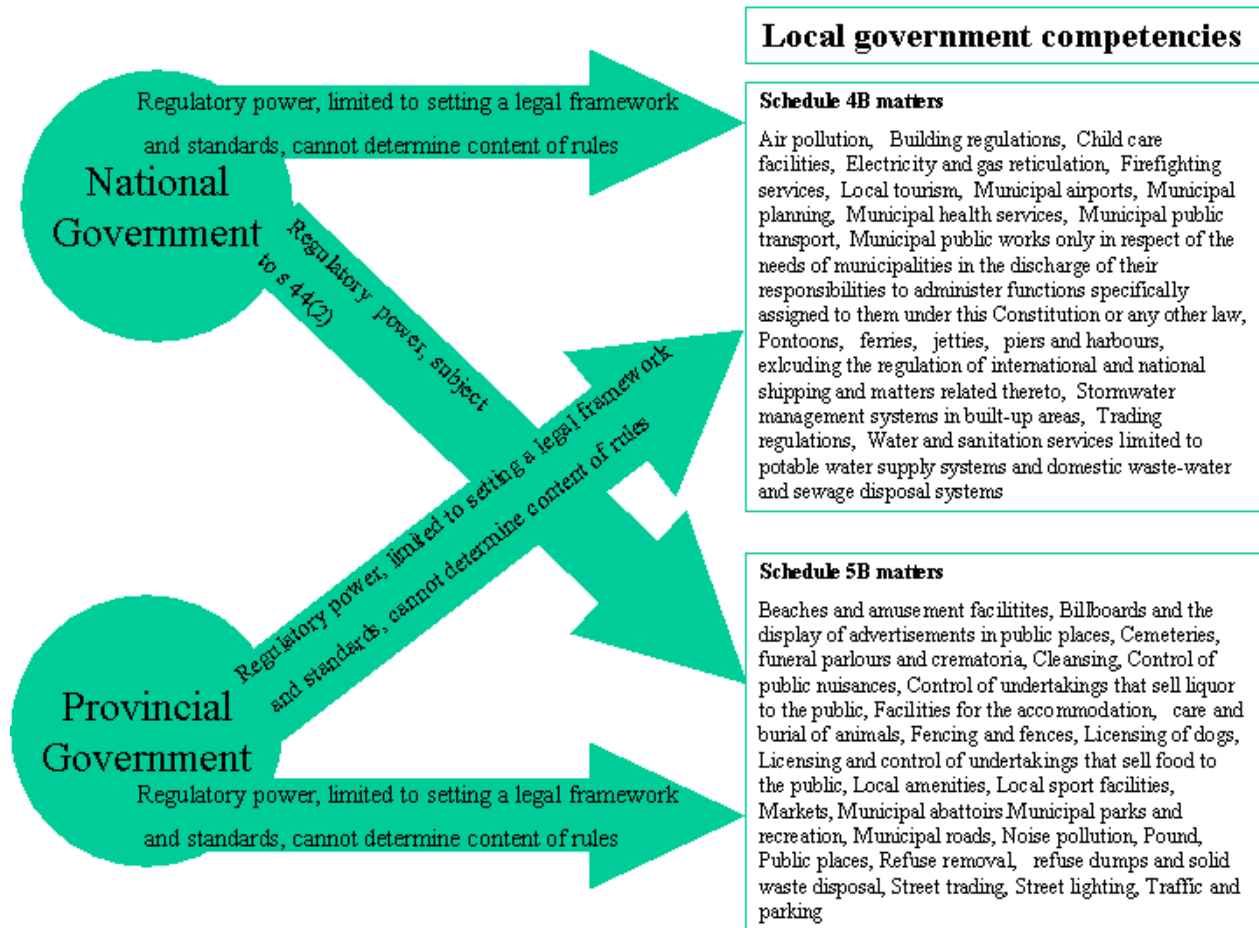 Local government competencies
Regulatory power, limited to setting a legal framework
and standards, cannot determine content of rules
National
Government
Regulatory power, subject
to s 44(2)
Schedule 4B matters
Air pollution, Building regulations, Child care
facilities, Electricity and gas reticulation, Firefighting
services, Local tourism, Municipal airports, Municipal
planning, Municipal health services, Municipal public
transport, Municipal public works only in respect of the
needs of municipalities in the discharge of their
responsibilities to administer functions specifically
assigned to them under this Constitution or any other law,
Pontoons, ferries, jetties, piers and harbours,
exlcuding the regulation of international and national
shipping and matters related thereto, Stormwater
management systems in built-up areas, Trading
regulations, Water and sanitation services limited to
potable water supply systems and domestic waste-water
and sewage disposal systems
Regulatory power, limited to setting a legal framework
and standards, cannot determine content of rules
Provincial
Government
Regulatory power, limited to setting a legal framework
and standards, cannot determine content of rules
Schedule 5B matters
Beaches and amusement facilitites, Billboards and the
display of advertisements in public places, Cemeteries,
funeral parlours and crematoria, Cleansing, Control of
public nuisances, Control of undertakings that sell liquor
to the public, Facilities for the accommodation, care and
burial of animals, Fencing and fences, Licensing of dogs,
Licensing and control of undertakings that sell food to
the public, Local amenities, Local sport facilities,
Markets, Municipal abattoirs.Municipal parks and
recreation, Municipal roads, Noise pollution, Pound,
Public places, Refuse removal, refuse dumps and solid
waste disposal, Street trading, Street lighting, Traffic and
parking